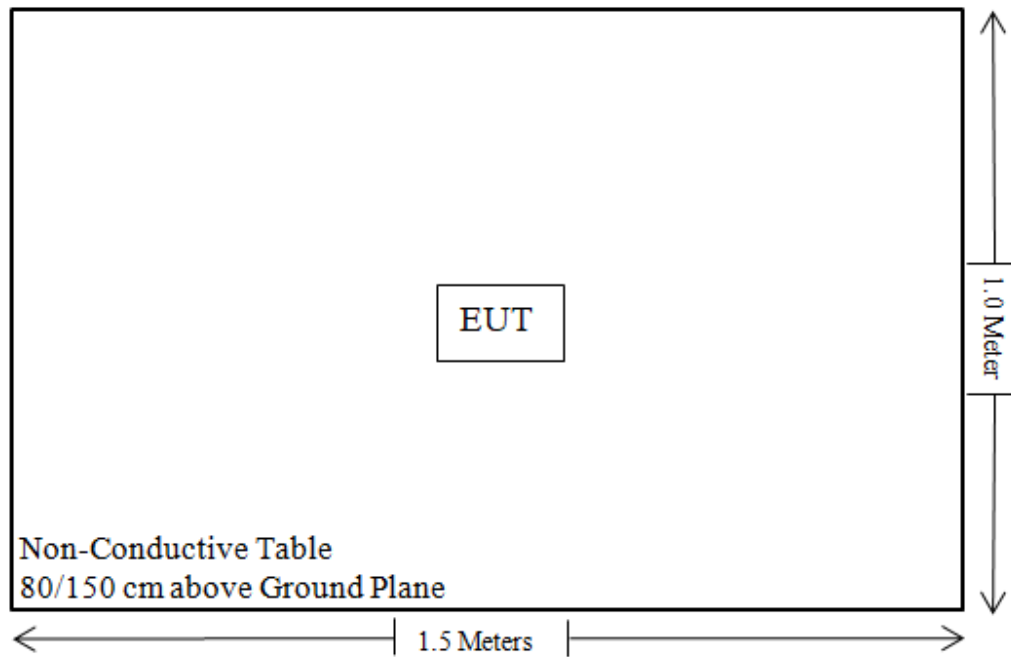 EUT
1.0 Meter
Non-Conductive Table
80/150 cm above Ground Plane
1.5 Meters